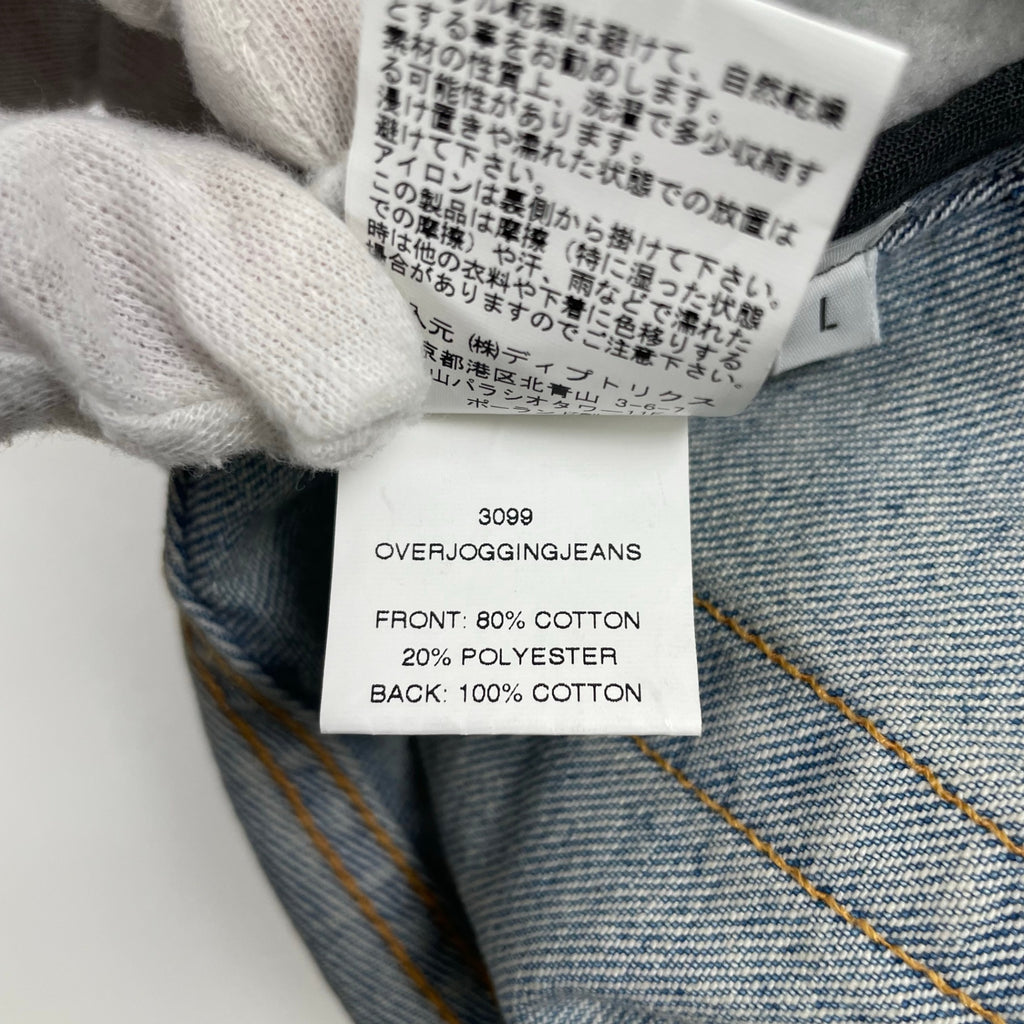 ル乾燥は避けて、自然乾燥
とする事をお勧めします。
素材の性質上、洗濯で多少収縮す
る可能性があります。
浸け置きや濡れた状態での放置は
避けて下さい。
アイロンは裏側から掛けて下さい。
この製品は摩擦（特に湿った状態
での摩擦）や汗、雨などで濡れた
時は他の衣料や下着に色移りする
場合がありますのでご注意下さい。
入元 (株)ディプトリクス
京都港区北青山 3-6-7
山パラシオタワー11F
L
3099
OVERJOGGINGJEANS
FRONT: 80% COTTON
20% POLYESTER
BACK: 100% COTTON